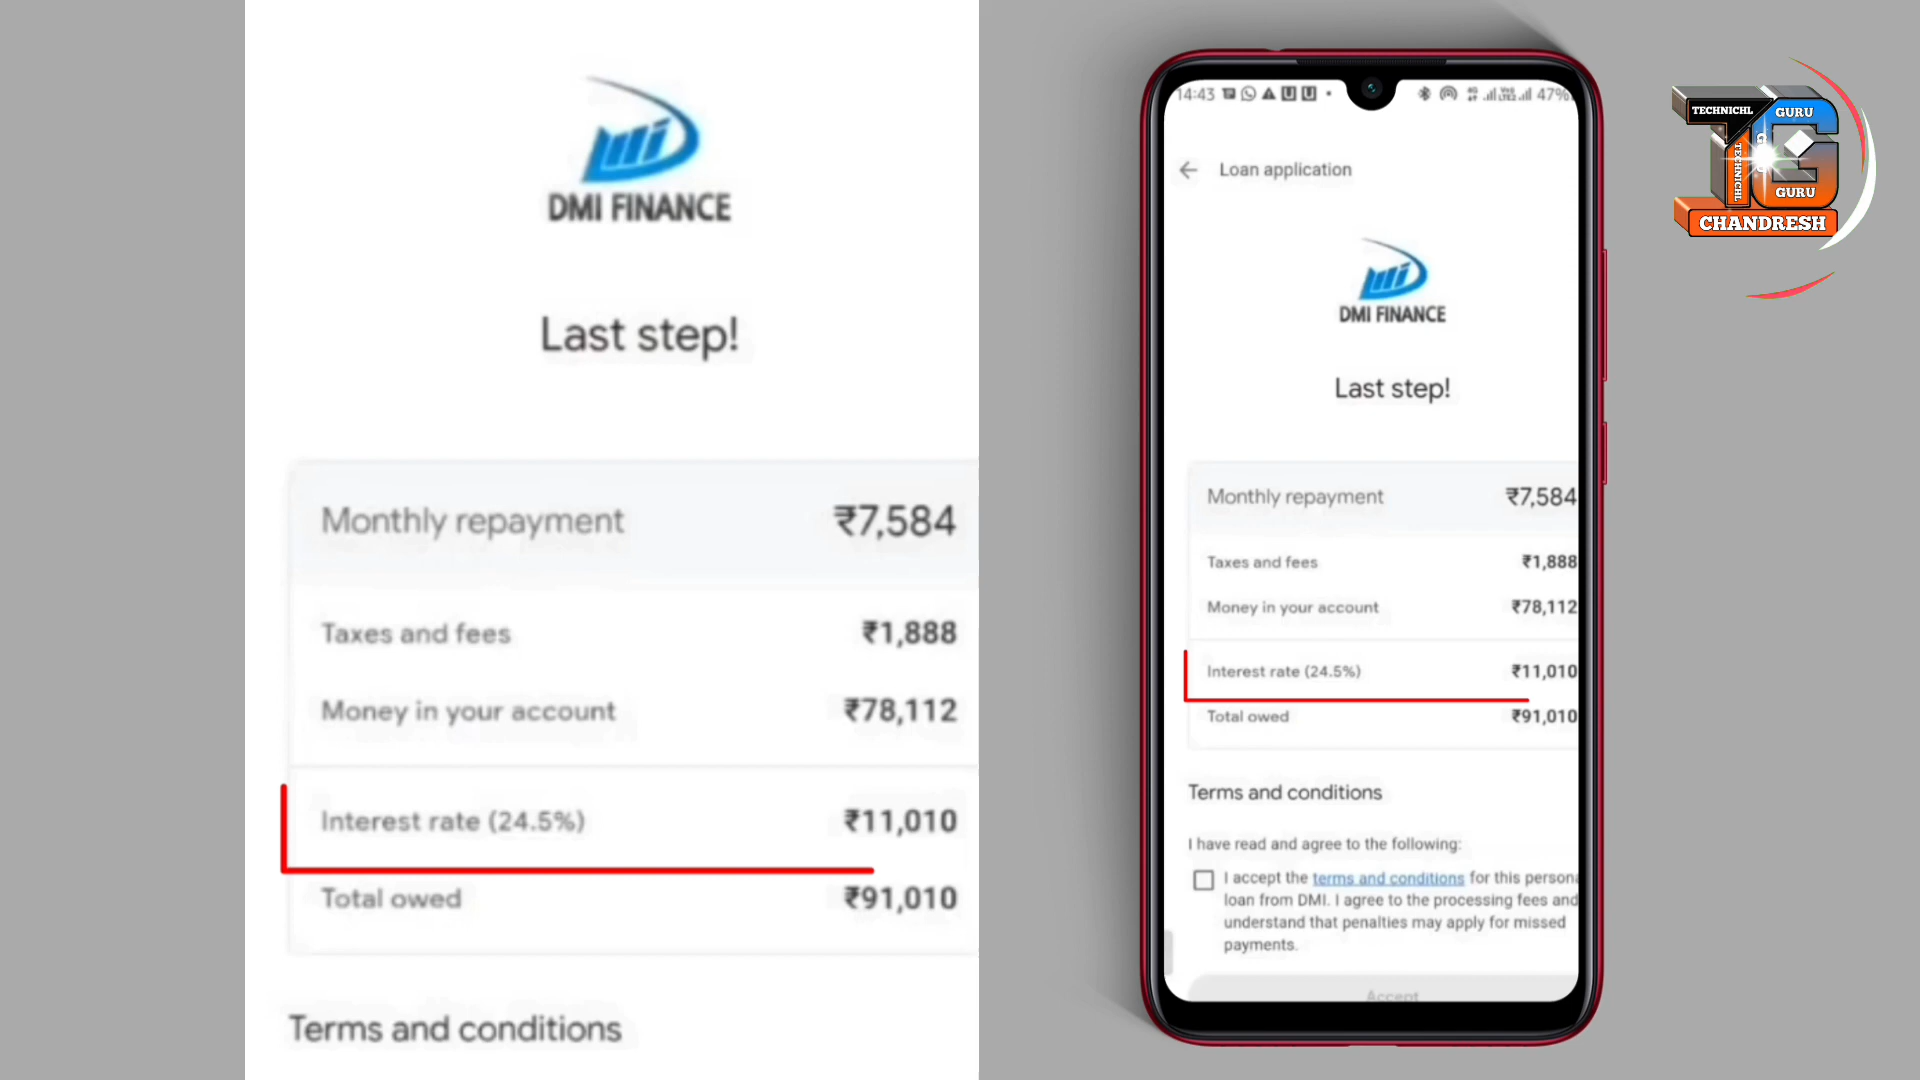 DMI FINANCE
Last step!
Monthly repayment ₹7,584
Taxes and fees ₹1,888
Money in your account ₹78,112
Interest rate (24.5%) ₹11,010
Total owed ₹91,010
Terms and conditions
14:43 47%
Loan application
DMI FINANCE
Last step!
Monthly repayment ₹7,584
Taxes and fees ₹1,888
Money in your account ₹78,112
Interest rate (24.5%) ₹11,010
Total owed ₹91,010
Terms and conditions
I have read and agree to the following:
I accept the terms and conditions for this persona
loan from DMI. I agree to the processing fees and
understand that penalties may apply for missed
payments.
Accept
TECHNICHL GURU
TECHNICHL
GURU
CHANDRESH